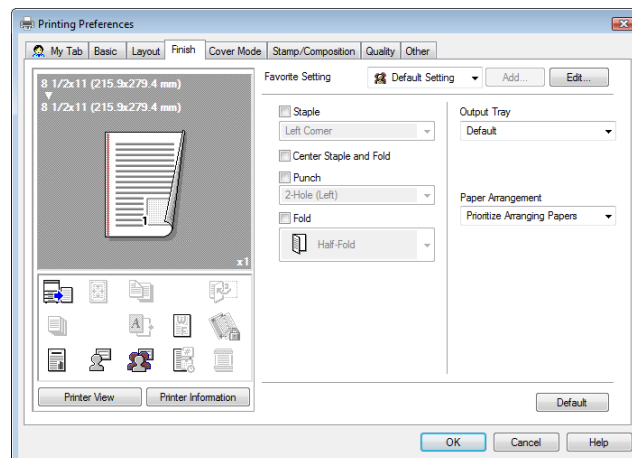 Printing Preferences
My Tab Basic Layout Finish Cover Mode Stamp/Composition Quality Other
8 1/2x11 (215.9x279.4 mm)
8 1/2x11 (215.9x279.4 mm)
1
x1
Printer View Printer Information
Favorite Setting Default Setting Add... Edit...
Staple
Left Corner
Center Staple and Fold
Punch
2-Hole (Left)
Fold
Half-Fold
Output Tray
Default
Paper Arrangement
Prioritize Arranging Papers
Default
OK Cancel Help